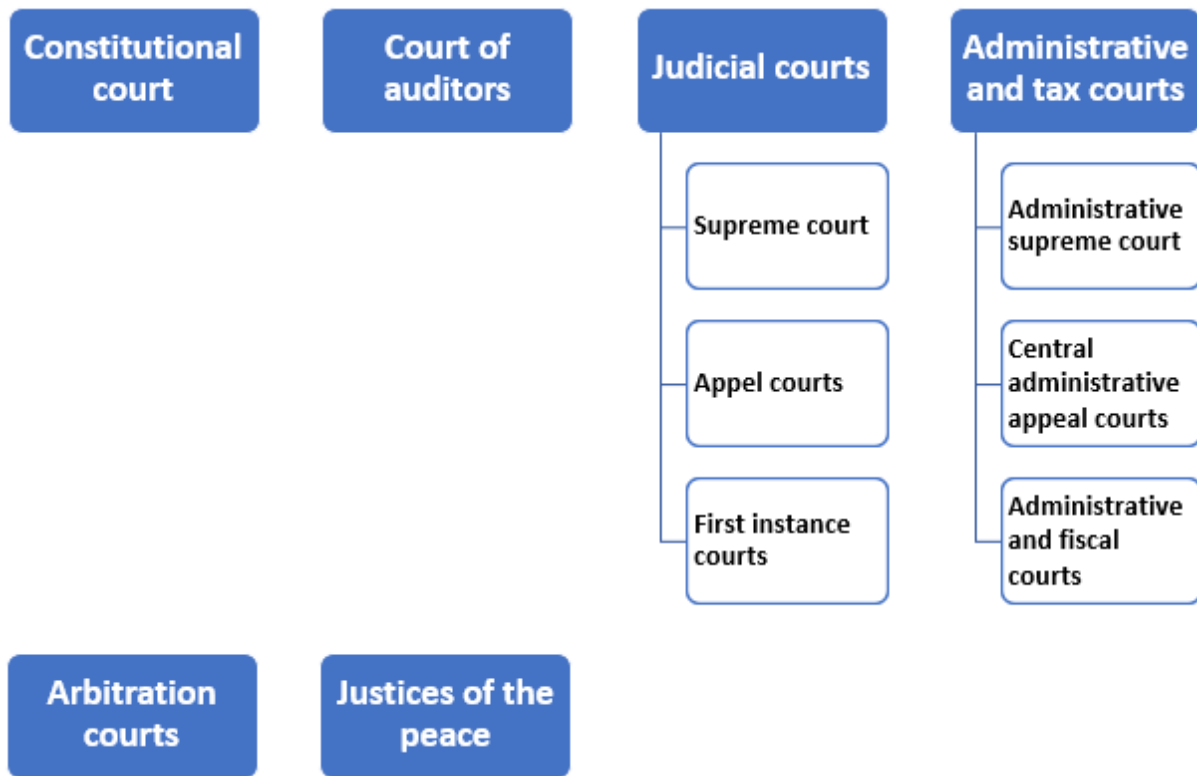 Constitutional
court
Court of
auditors
Judicial courts
Administrative
and tax courts
Supreme court
Administrative
supreme court
Appel courts
Central
administrative
appeal courts
First instance
courts
Administrative
and fiscal
courts
Arbitration
courts
Justices of the
peace